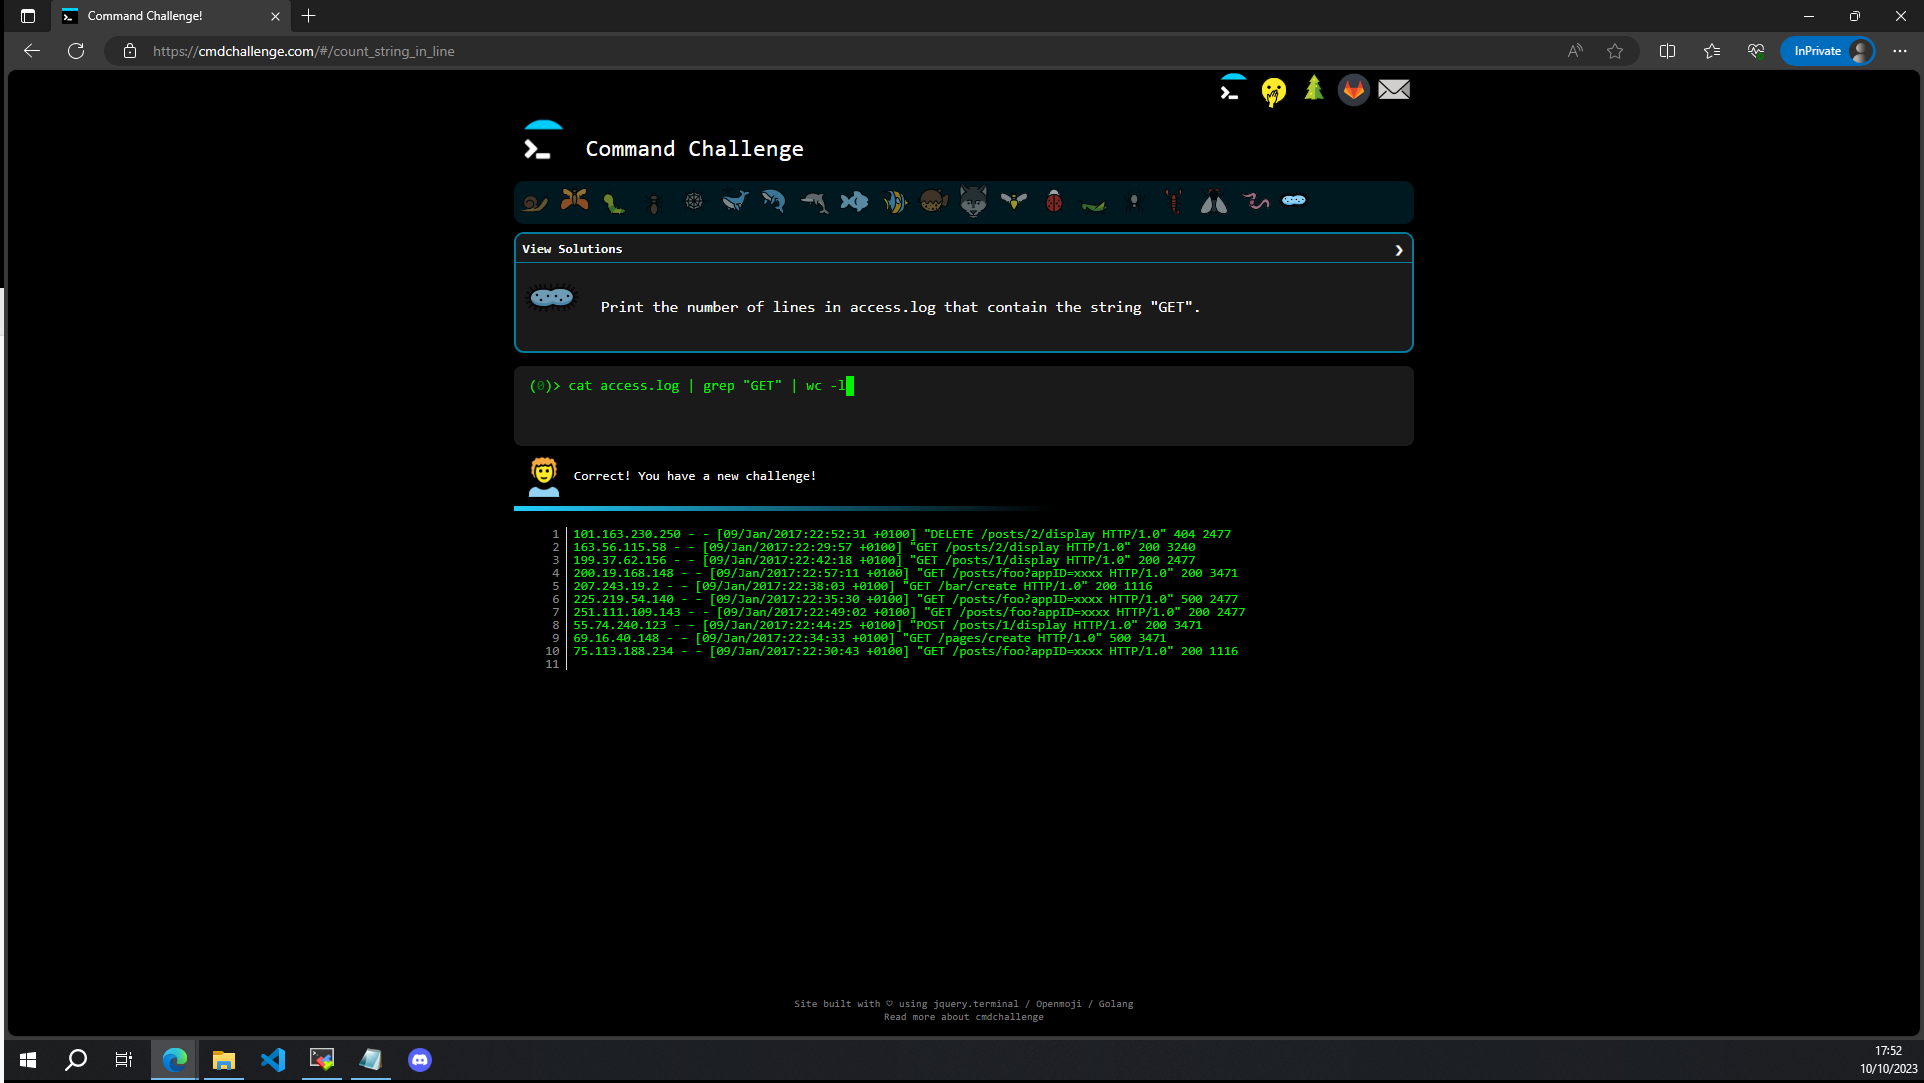 Command Challenge!
https://cmdchallenge.com/#/count_string_in_line
InPrivate
Command Challenge
View Solutions
Print the number of lines in access.log that contain the string "GET".
(0)> cat access.log | grep "GET" | wc -l
Correct! You have a new challenge!
1 101.163.230.250 - - [09/Jan/2017:22:52:31 +0100] "DELETE /posts/2/display HTTP/1.0" 404 2477
2 163.56.115.58 - - [09/Jan/2017:22:29:57 +0100] "GET /posts/2/display HTTP/1.0" 200 3240
3 199.37.62.156 - - [09/Jan/2017:22:42:18 +0100] "GET /posts/1/display HTTP/1.0" 200 2477
4 200.19.168.148 - - [09/Jan/2017:22:57:11 +0100] "GET /posts/foo?appID=xxxx HTTP/1.0" 200 3471
5 207.243.19.2 - - [09/Jan/2017:22:38:03 +0100] "GET /bar/create HTTP/1.0" 200 1116
6 225.219.54.140 - - [09/Jan/2017:22:35:30 +0100] "GET /posts/foo?appID=xxxx HTTP/1.0" 500 2477
7 251.111.109.143 - - [09/Jan/2017:22:49:02 +0100] "GET /posts/foo?appID=xxxx HTTP/1.0" 200 2477
8 55.74.240.123 - - [09/Jan/2017:22:44:25 +0100] "POST /posts/1/display HTTP/1.0" 200 3471
9 69.16.40.148 - - [09/Jan/2017:22:34:33 +0100] "GET /pages/create HTTP/1.0" 500 3471
10 75.113.188.234 - - [09/Jan/2017:22:30:43 +0100] "GET /posts/foo?appID=xxxx HTTP/1.0" 200 1116
11
Site built with ♡ using jquery.terminal / Openmoji / Golang
Read more about cmdchallenge
17:52
10/10/2023